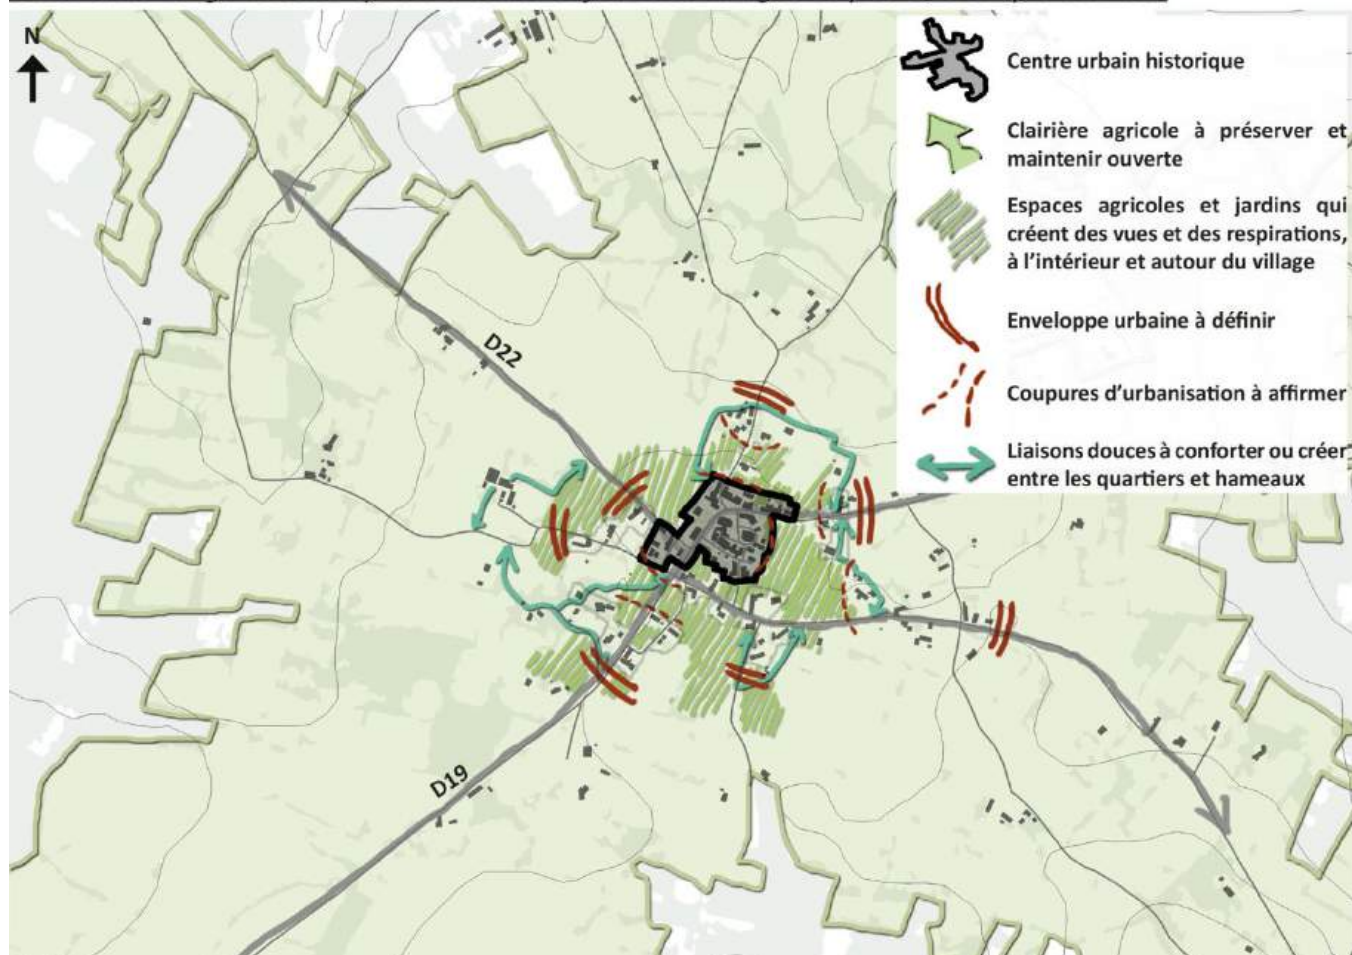 N
Centre urbain historique
Clairière agricole à préserver et
maintenir ouverte
Espaces agricoles et jardins qui
créent des vues et des respirations,
à l'intérieur et autour du village
Enveloppe urbaine à définir
D22
Coupures d'urbanisation à affirmer
Liaisons douces à conforter ou créer
entre les quartiers et hameaux
D19